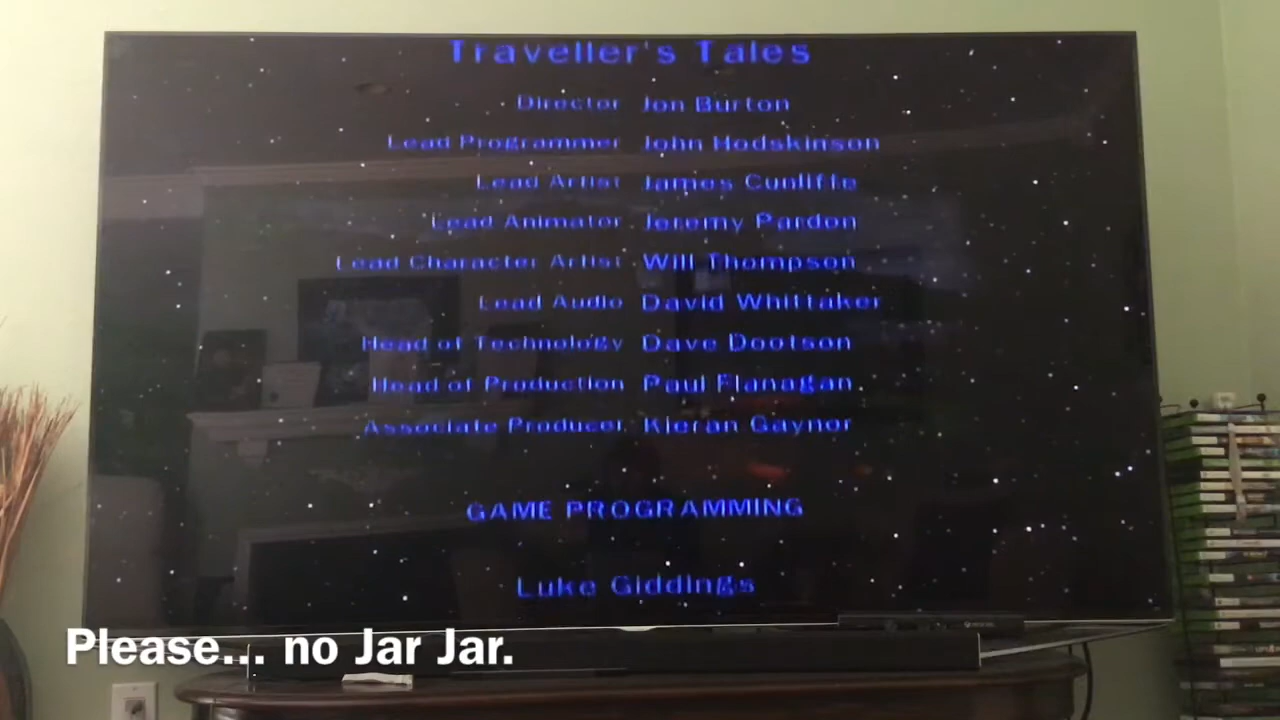 Traveller's Tales
Director Jon Burton
Lead Programmer John Hodskinson
Lead Artist James Cunliffe
Lead Animator Jeremy Pardon
Lead Character Artist Will Thompson
Lead Audio David Whittaker
Head of Technology Dave Dootson
Head of Production Paul Flanagan
Associate Producer Kieran Gaynor
GAME PROGRAMMING
Luke Giddings
Please... no Jar Jar.